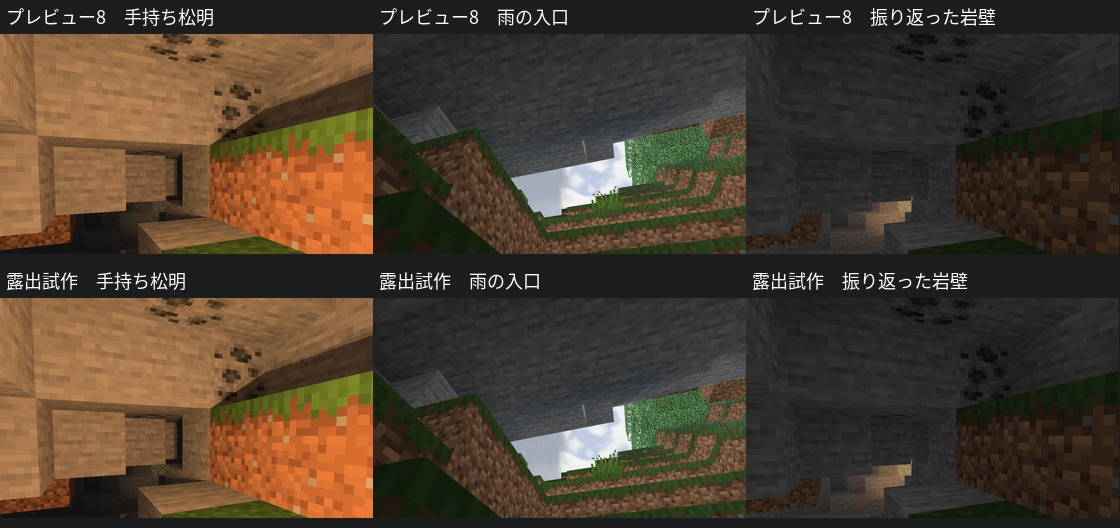 プレビュー8　手持ち松明
プレビュー8　雨の入口
プレビュー8　振り返った岩壁
露出試作　手持ち松明
露出試作　雨の入口
露出試作　振り返った岩壁